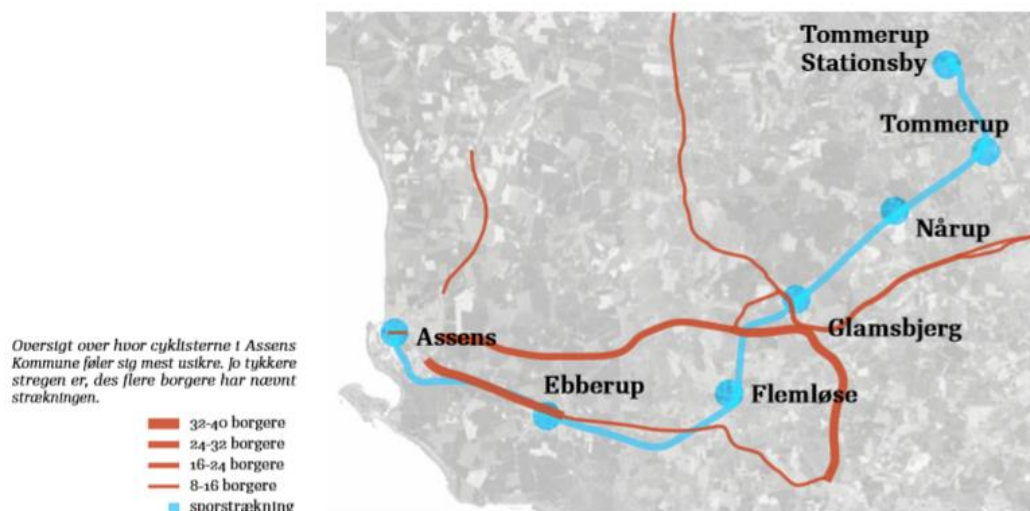 Tommerup
Stationsby
Tommerup
Nårup
Glamsbjerg
Assens
Ebberup
Flemløse
Oversigt over hvor cyklisterne i Assens
Kommune føler sig mest usikre. Jo tykkere
stregen er, des flere borgere har nævnt
strækningen.
32-40 borgere
24-32 borgere
16-24 borgere
8-16 borgere
sporstrækning